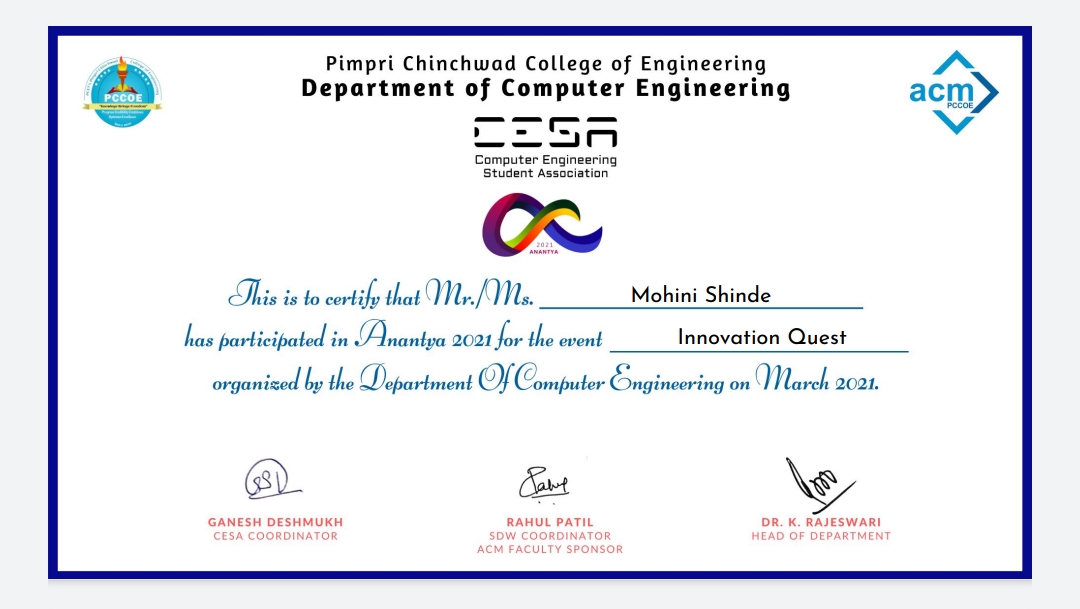 Pimpri Chinchwad College of Engineering
Department of Computer Engineering
PCCOE
acm
PCCOE
CESA
Computer Engineering
Student Association
2021
ANANTYA
This is to certify that Mr./Ms. Mohini Shinde
has participated in Anantya 2021 for the event Innovation Quest
organized by the Department Of Computer Engineering on March 2021.
GANESH DESHMUKH
CESA COORDINATOR
RAHUL PATIL
SDW COORDINATOR
ACM FACULTY SPONSOR
DR. K. RAJESWARI
HEAD OF DEPARTMENT